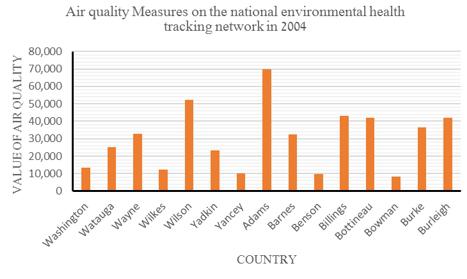 Air quality Measures on the national environmental health
tracking network in 2004
VALUE OF AIR QUALITY
80,000
70,000
60,000
50,000
40,000
30,000
20,000
10,000
0
Washington
Watauga
Wayne
Wilkes
Wilson
Yadkin
Yancey
Adams
Barnes
Benson
Billings
Bottineau
Bowman
Burke
Burleigh
COUNTRY